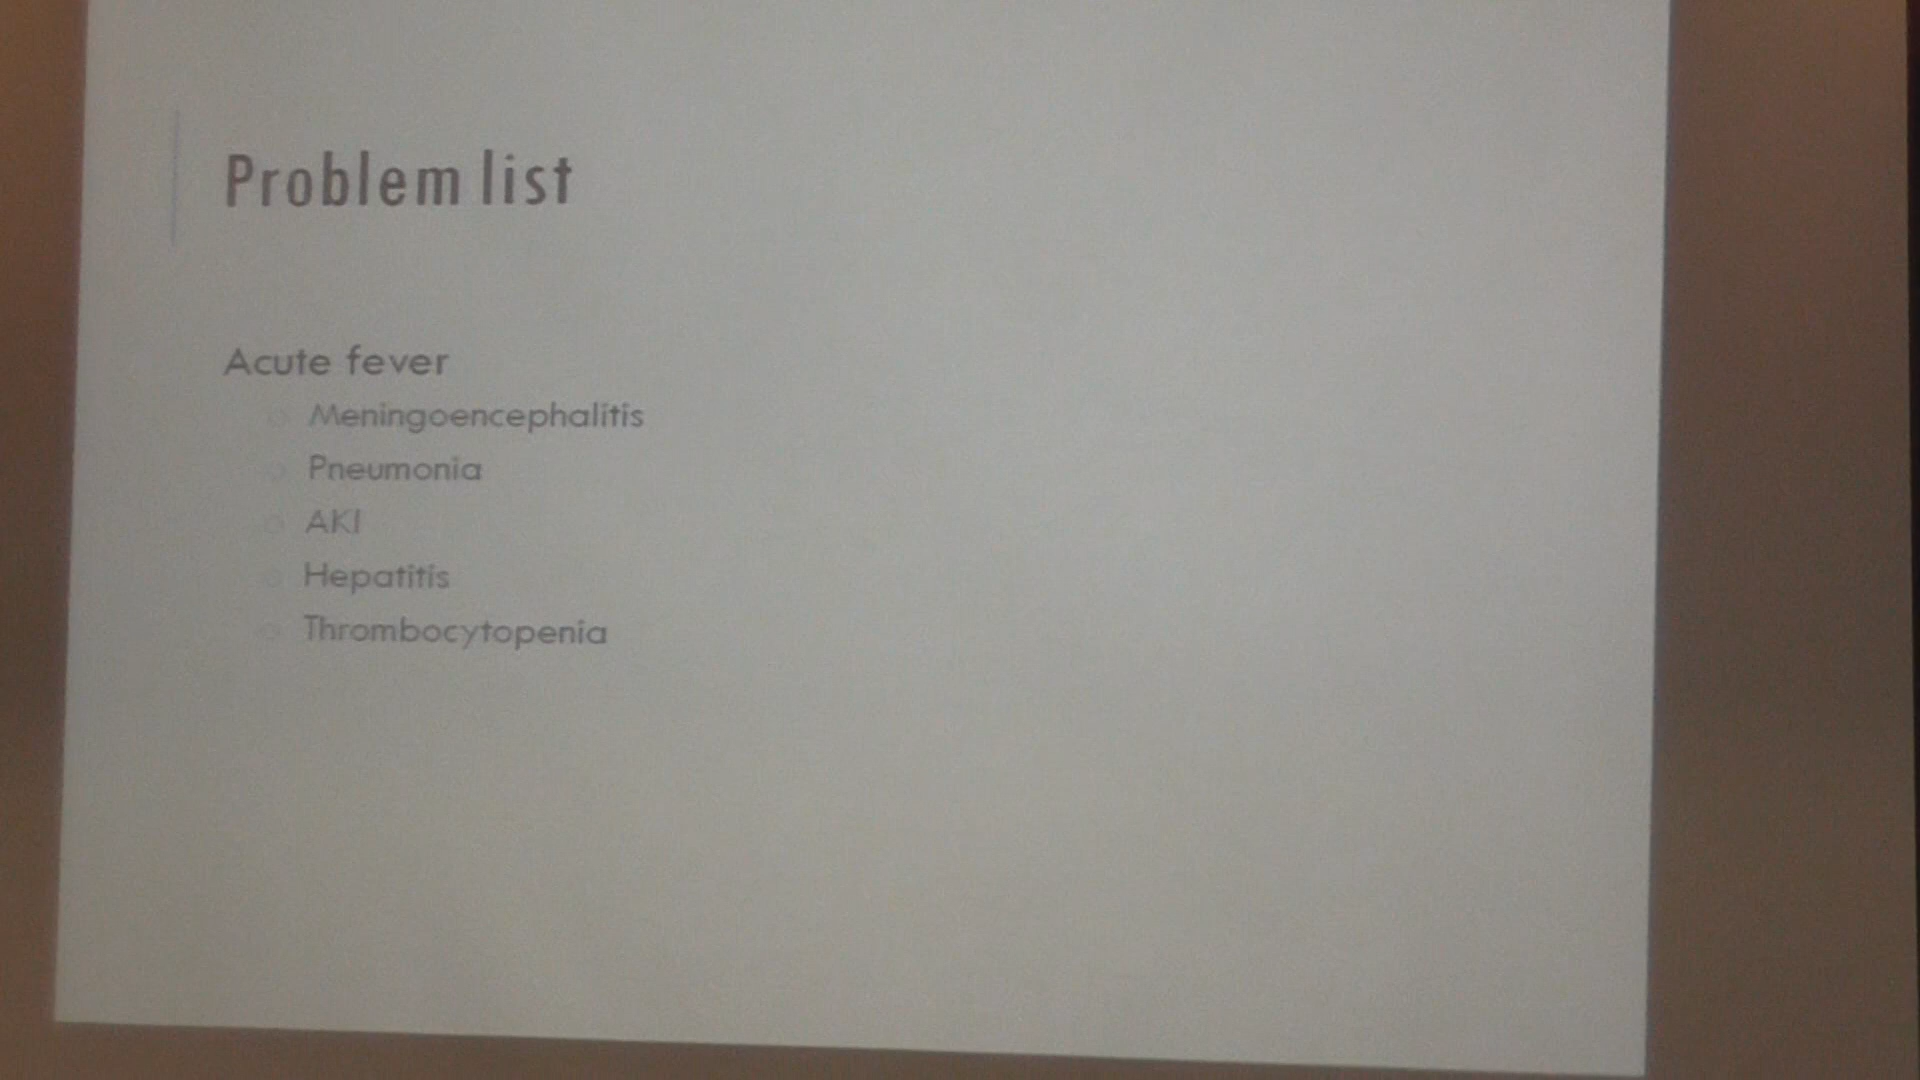 Problem list
Acute fever
Meningoencephalitis
Pneumonia
AKI
Hepatitis
Thrombocytopenia